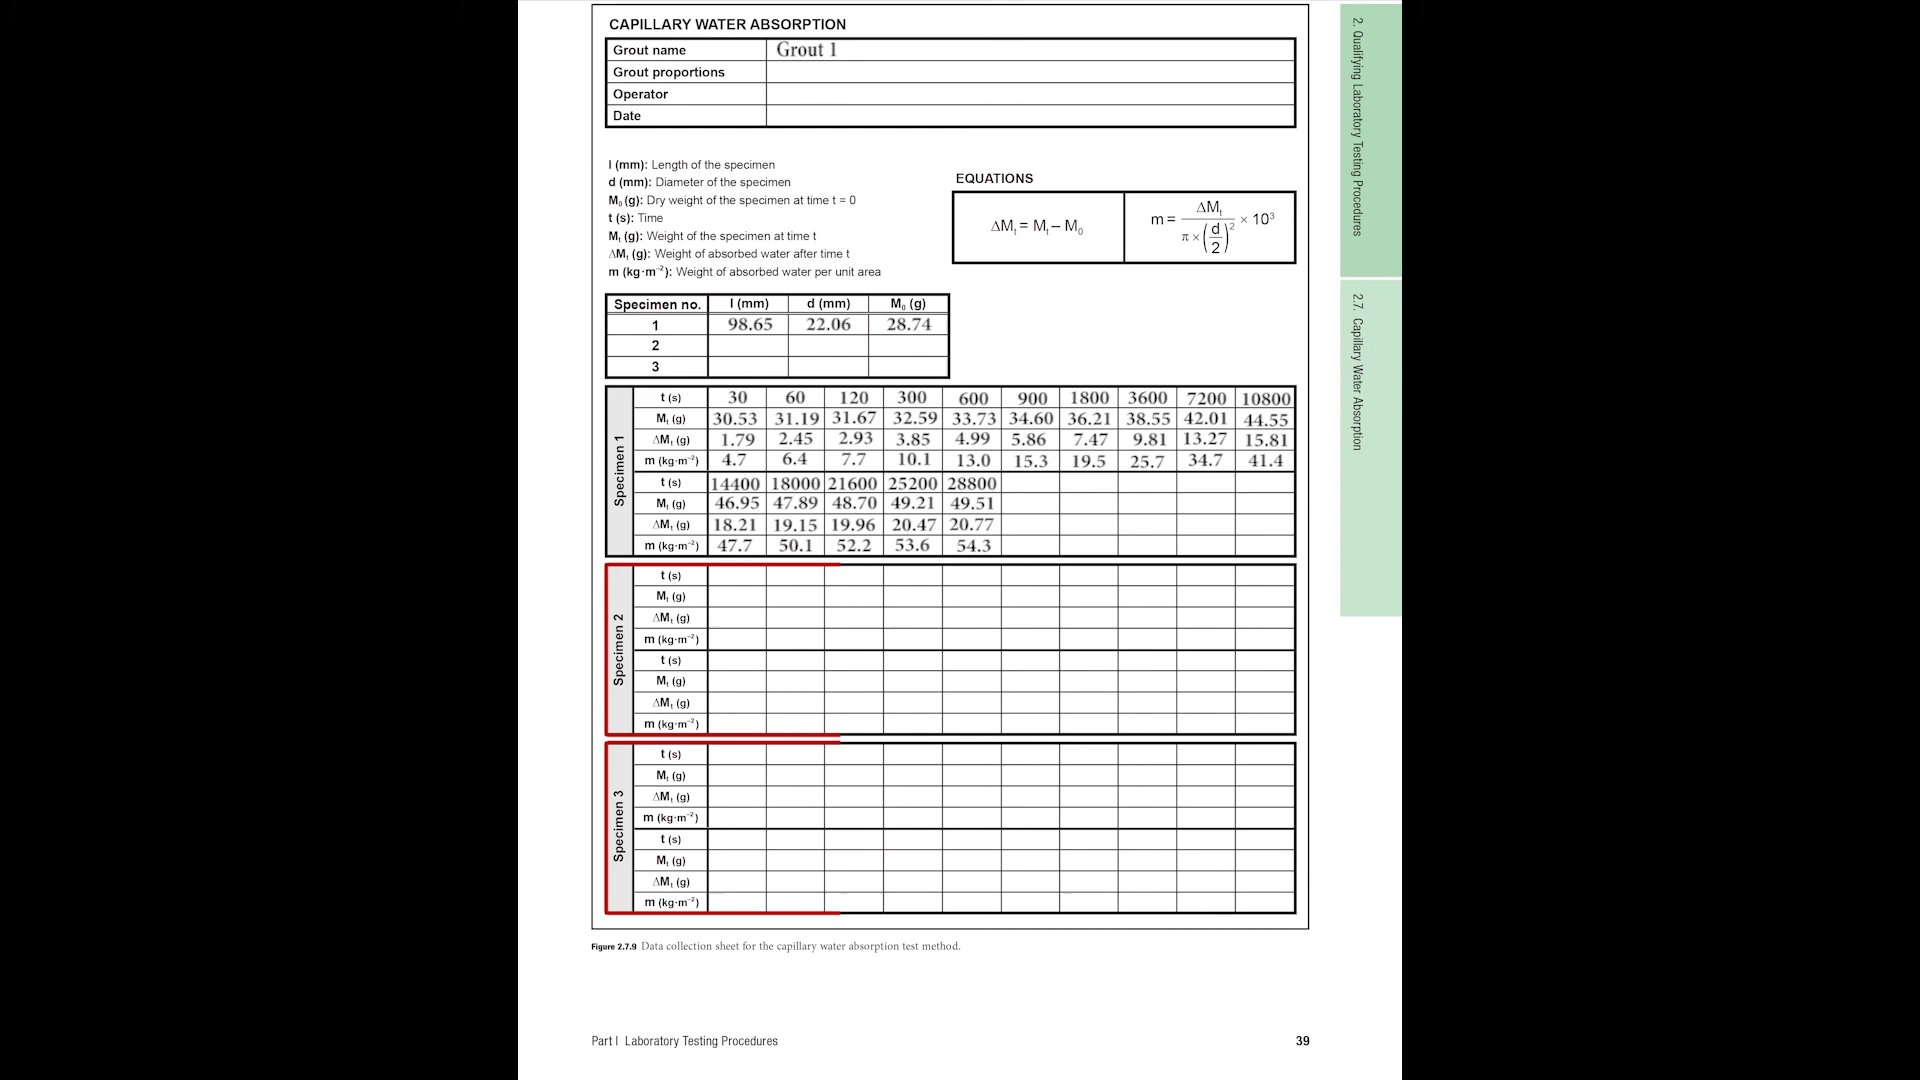 CAPILLARY WATER ABSORPTION
Grout name Grout 1
Grout proportions
Operator
Date
l (mm): Length of the specimen
d (mm): Diameter of the specimen
M₀ (g): Dry weight of the specimen at time t = 0
t (s): Time
Mₜ (g): Weight of the specimen at time t
ΔMₜ (g): Weight of absorbed water after time t
m (kg·m⁻²): Weight of absorbed water per unit area
EQUATIONS
ΔMₜ = Mₜ – M₀
m = ΔMₜ / π × (d/2)² × 10³
Specimen no. l (mm) d (mm) M₀ (g)
1 98.65 22.06 28.74
2
3
Specimen 1
t (s) 30 60 120 300 600 900 1800 3600 7200 10800
Mₜ (g) 30.53 31.19 31.67 32.59 33.73 34.60 36.21 38.55 42.01 44.55
ΔMₜ (g) 1.79 2.45 2.93 3.85 4.99 5.86 7.47 9.81 13.27 15.81
m (kg·m⁻²) 4.7 6.4 7.7 10.1 13.0 15.3 19.5 25.7 34.7 41.4
t (s) 14400 18000 21600 25200 28800
Mₜ (g) 46.95 47.89 48.70 49.21 49.51
ΔMₜ (g) 18.21 19.15 19.96 20.47 20.77
m (kg·m⁻²) 47.7 50.1 52.2 53.6 54.3
Specimen 2
t (s)
Mₜ (g)
ΔMₜ (g)
m (kg·m⁻²)
t (s)
Mₜ (g)
ΔMₜ (g)
m (kg·m⁻²)
Specimen 3
t (s)
Mₜ (g)
ΔMₜ (g)
m (kg·m⁻²)
t (s)
Mₜ (g)
ΔMₜ (g)
m (kg·m⁻²)
Figure 2.7.9 Data collection sheet for the capillary water absorption test method.
Part I Laboratory Testing Procedures
39
2. Qualifying Laboratory Testing Procedures
2.7. Capillary Water Absorption